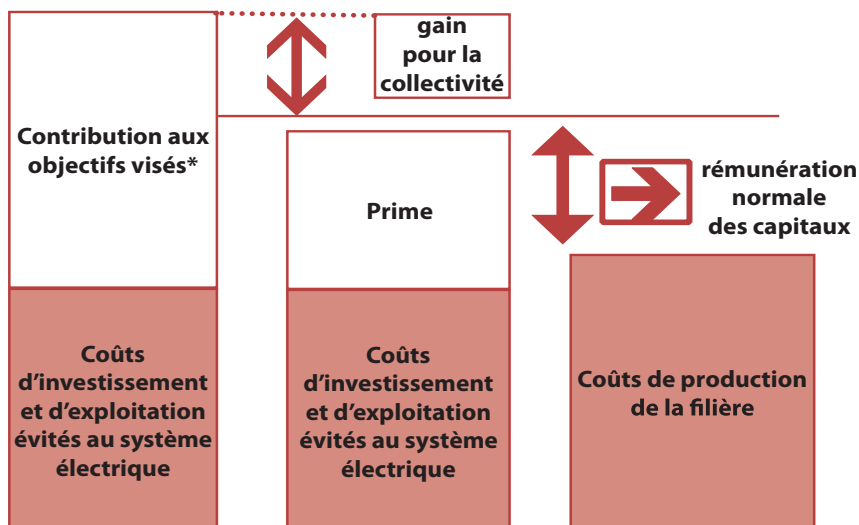 gain
pour la
collectivité
Contribution aux
objectifs visés*
Prime
rémunération
normale
des capitaux
Coûts
d’investissement
et d’exploitation
évités au système
électrique
Coûts
d’investissement
et d’exploitation
évités au système
électrique
Coûts de production
de la filière